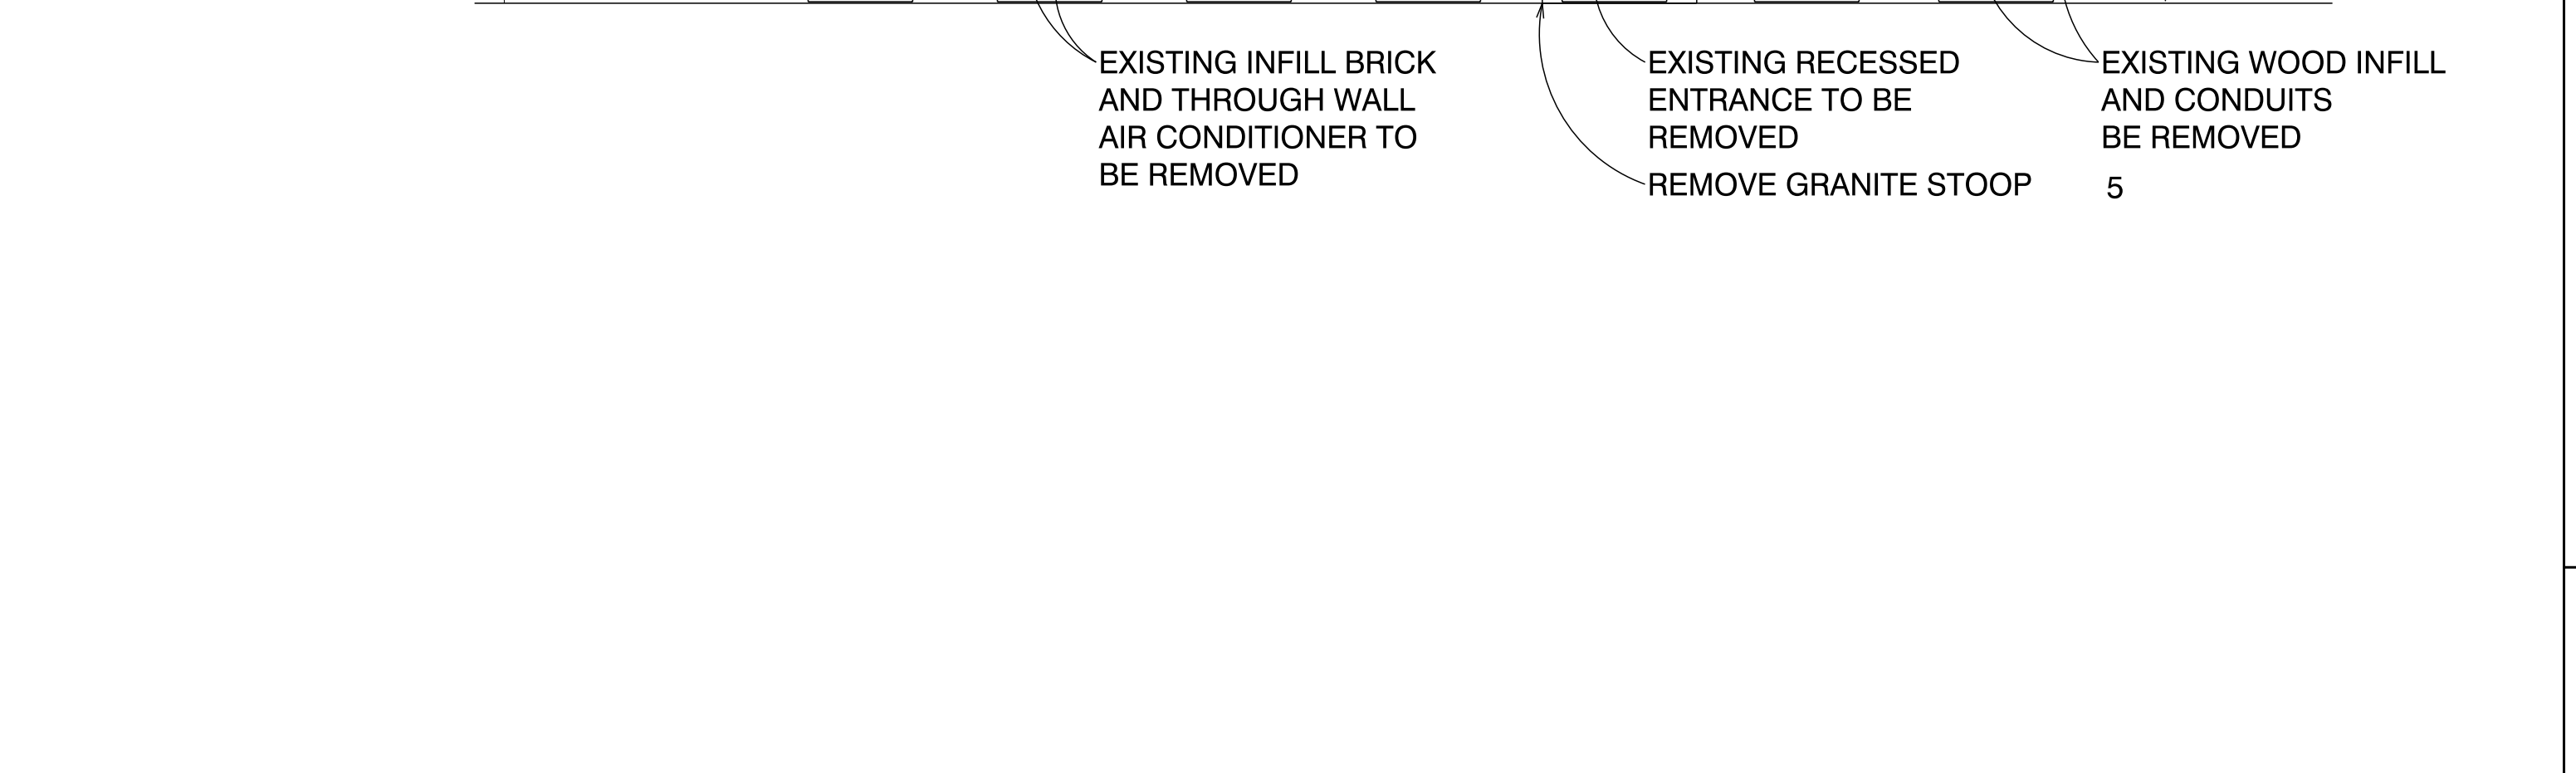 EXISTING INFILL BRICK
AND THROUGH WALL
AIR CONDITIONER TO
BE REMOVED
EXISTING RECESSED
ENTRANCE TO BE
REMOVED
REMOVE GRANITE STOOP
EXISTING WOOD INFILL
AND CONDUITS
BE REMOVED
5